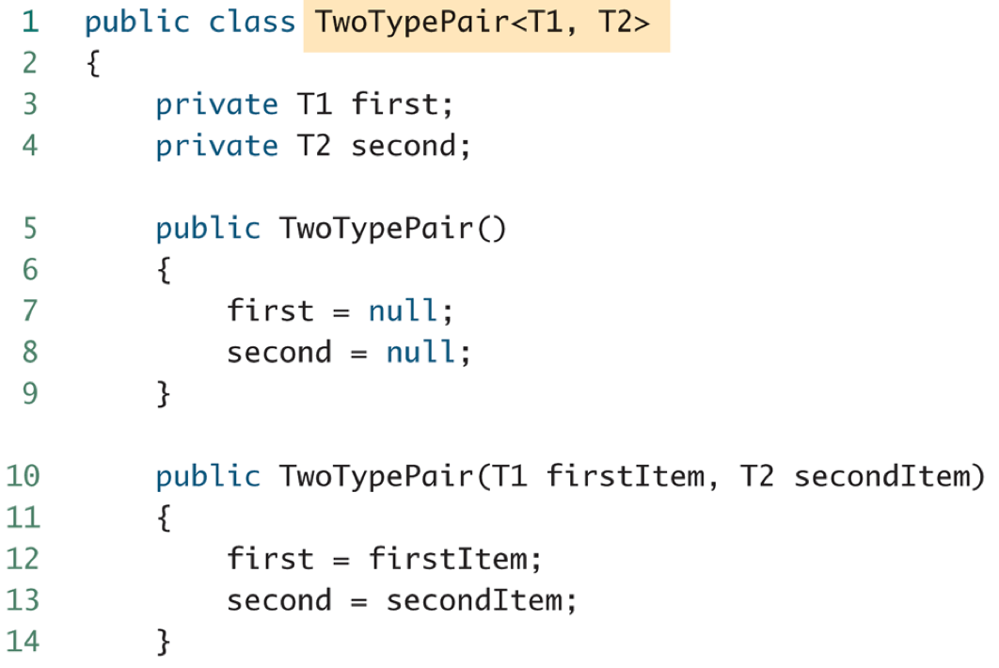 1 public class TwoTypePair<T1, T2>
2 {
3 private T1 first;
4 private T2 second;
5 public TwoTypePair()
6 {
7 first = null;
8 second = null;
9 }
10 public TwoTypePair(T1 firstItem, T2 secondItem)
11 {
12 first = firstItem;
13 second = secondItem;
14 }